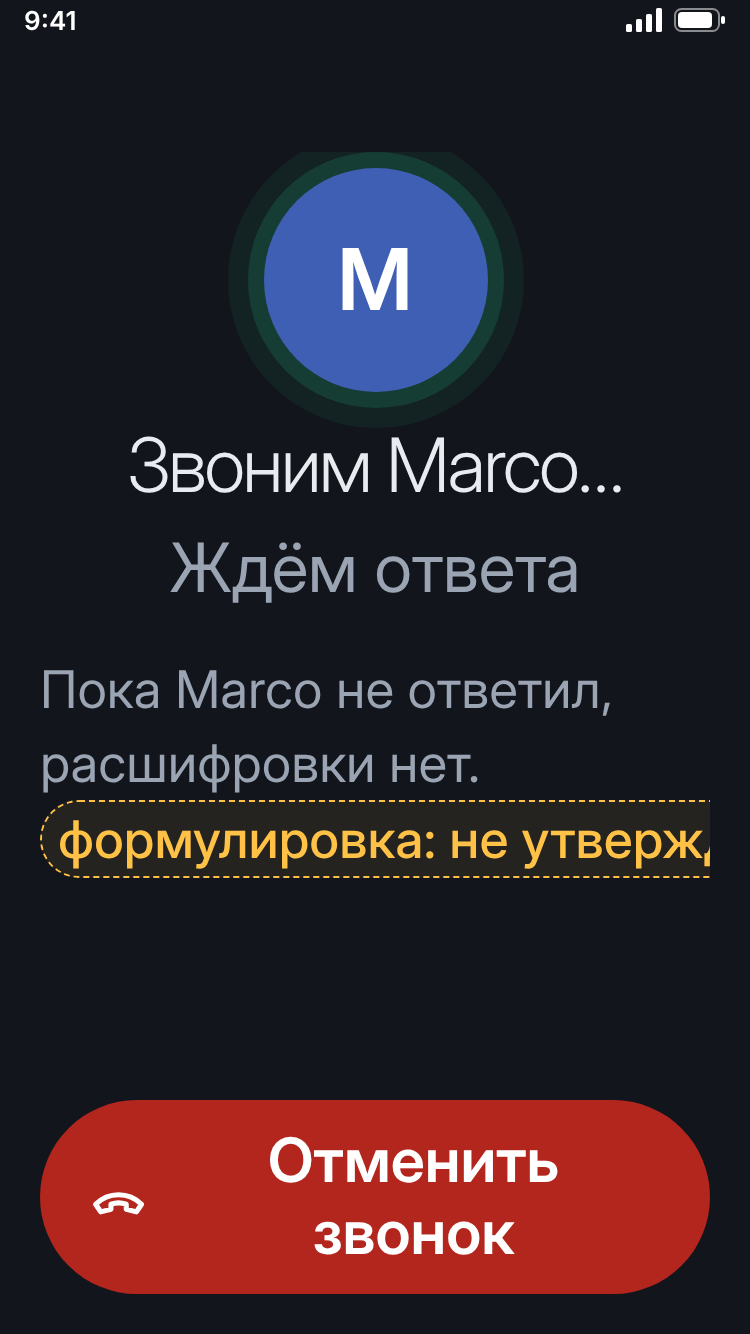 9:41
M
Звоним Marco...
Ждём ответа
Пока Marco не ответил,
расшифровки нет.
формулировка: не утверж
Отменить
звонок